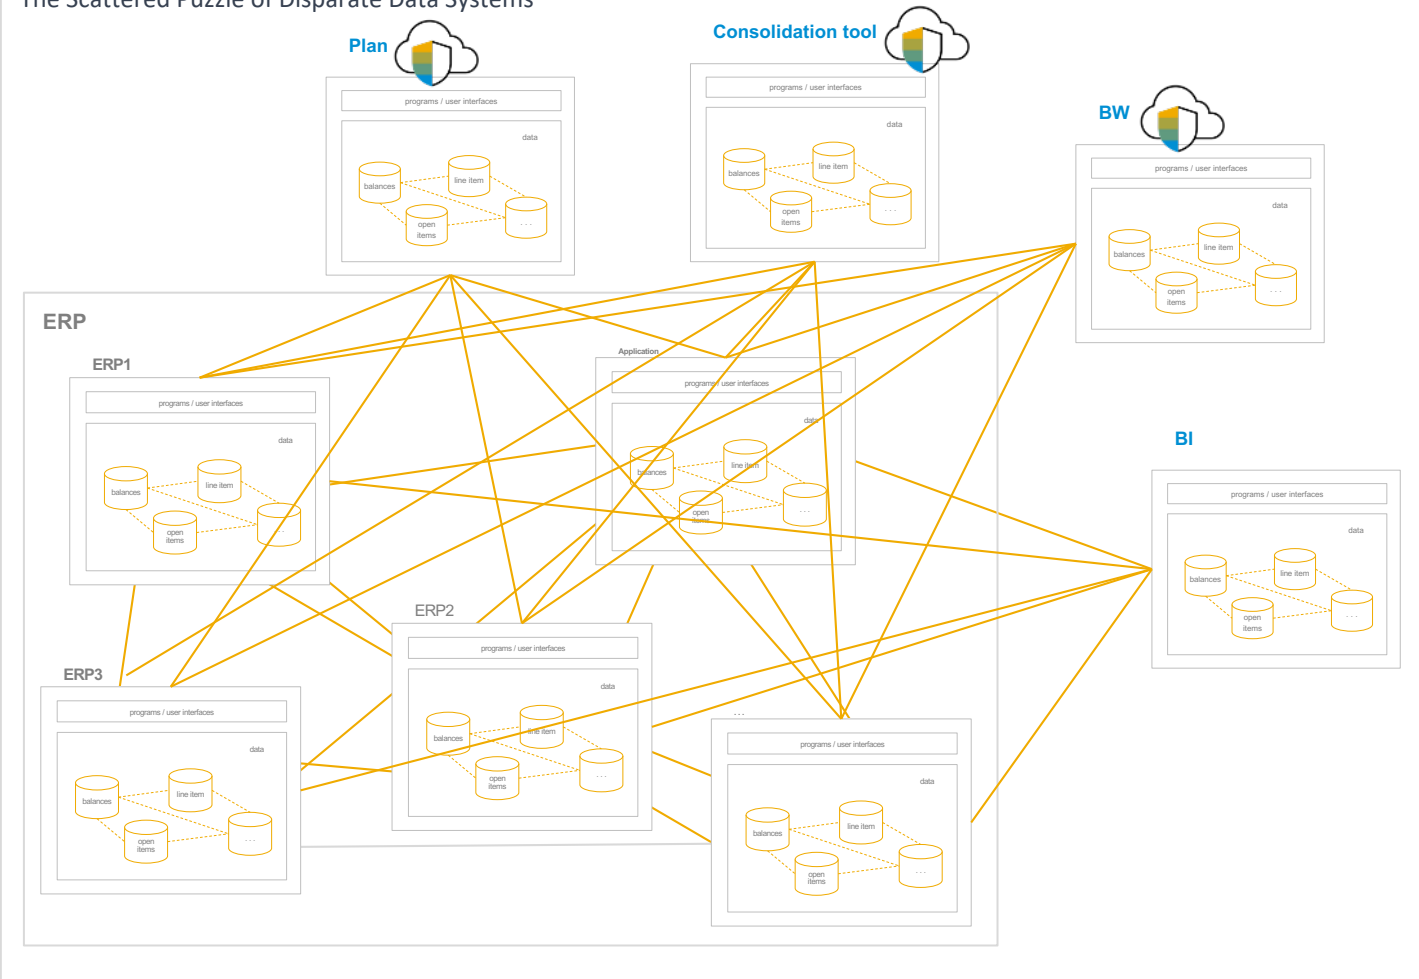 The Scattered Puzzle of Disparate Data Systems
Plan
programs / user interfaces
data
balances
line item
open
items
. . .
Consolidation tool
programs / user interfaces
data
balances
line item
open
items
. . .
BW
programs / user interfaces
data
balances
line item
open
items
. . .
ERP
ERP1
programs / user interfaces
data
balances
line item
open
items
. . .
Application
programs / user interfaces
data
balances
line item
open
items
. . .
BI
programs / user interfaces
data
balances
line item
open
items
. . .
ERP2
programs / user interfaces
data
balances
line item
open
items
. . .
ERP3
programs / user interfaces
data
balances
line item
open
items
. . .
...
programs / user interfaces
data
balances
line item
open
items
. . .